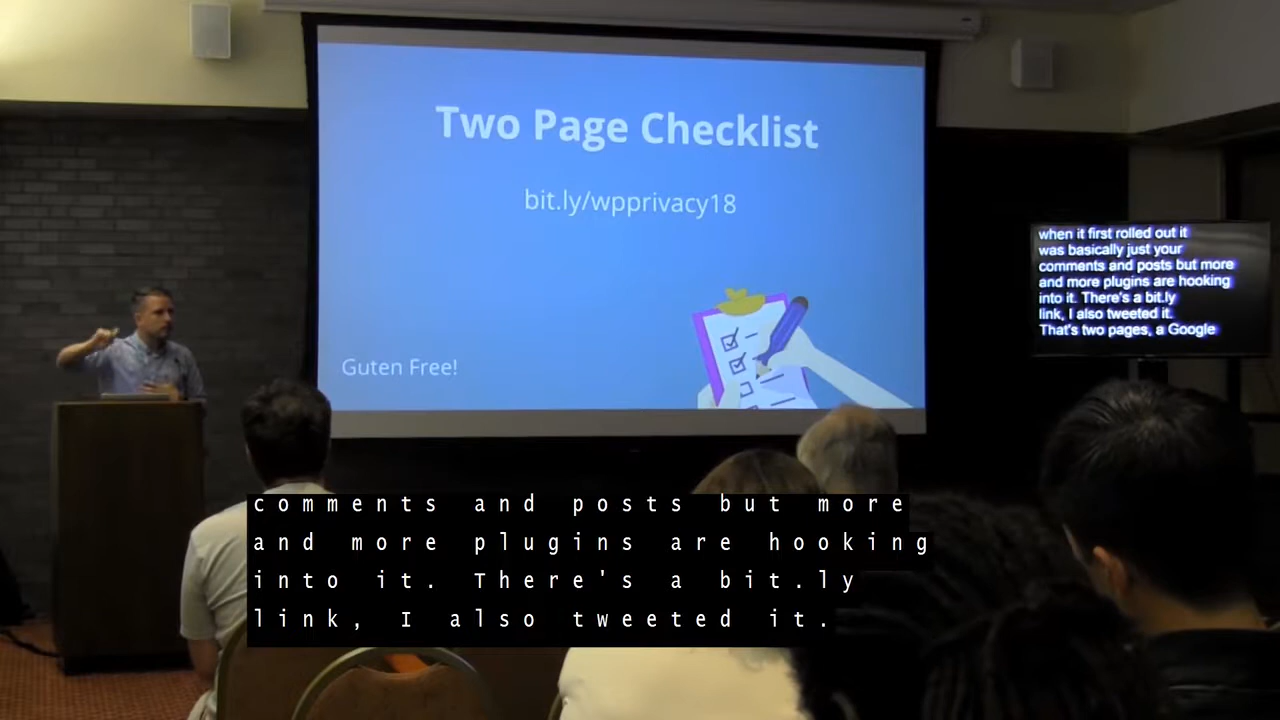 Two Page Checklist
bit.ly/wpprivacy18
Guten Free!
when it first rolled out it
was basically just your
comments and posts but more
and more plugins are hooking
into it. There's a bit.ly
link, I also tweeted it.
That's two pages, a Google
comments and posts but more
and more plugins are hooking
into it. There's a bit.ly
link, I also tweeted it.